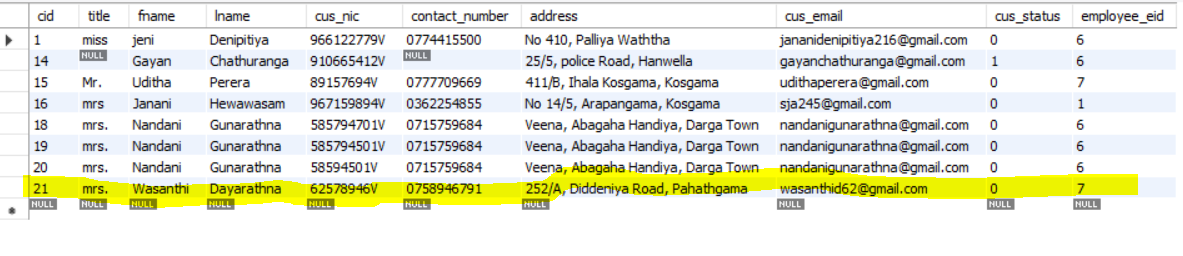 cid title fname lname cus_nic contact_number address cus_email cus_status employee_eid
1 miss jeni Denipitiya 966122779V 0774415500 No 410, Palliya Waththa jananidenipitiya216@gmail.com 0 6
14 NULL Gayan Chathuranga 910665412V NULL 25/5, police Road, Hanwella gayanchathuranga@gmail.com 1 6
15 Mr. Uditha Perera 89157694V 0777709669 411/B, Ihala Kosgama, Kosgama udithaperera@gmail.com 0 7
16 mrs Janani Hewawasam 967159894V 0362254855 No 14/5, Arapangama, Kosgama sja245@gmail.com 0 1
18 mrs. Nandani Gunarathna 585794701V 0715759684 Veena, Abagaha Handiya, Darga Town nandanigunarathna@gmail.com 0 6
19 mrs. Nandani Gunarathna 585794501V 0715759684 Veena, Abagaha Handiya, Darga Town nandanigunarathna@gmail.com 0 6
20 mrs. Nandani Gunarathna 58594501V 0715759684 Veena, Abagaha Handiya, Darga Town nandanigunarathna@gmail.com 0 6
21 mrs. Wasanthi Dayarathna 62578946V 0758946791 252/A, Diddeniya Road, Pahathgama wasanthid62@gmail.com 0 7
NULL NULL NULL NULL NULL NULL NULL NULL NULL NULL